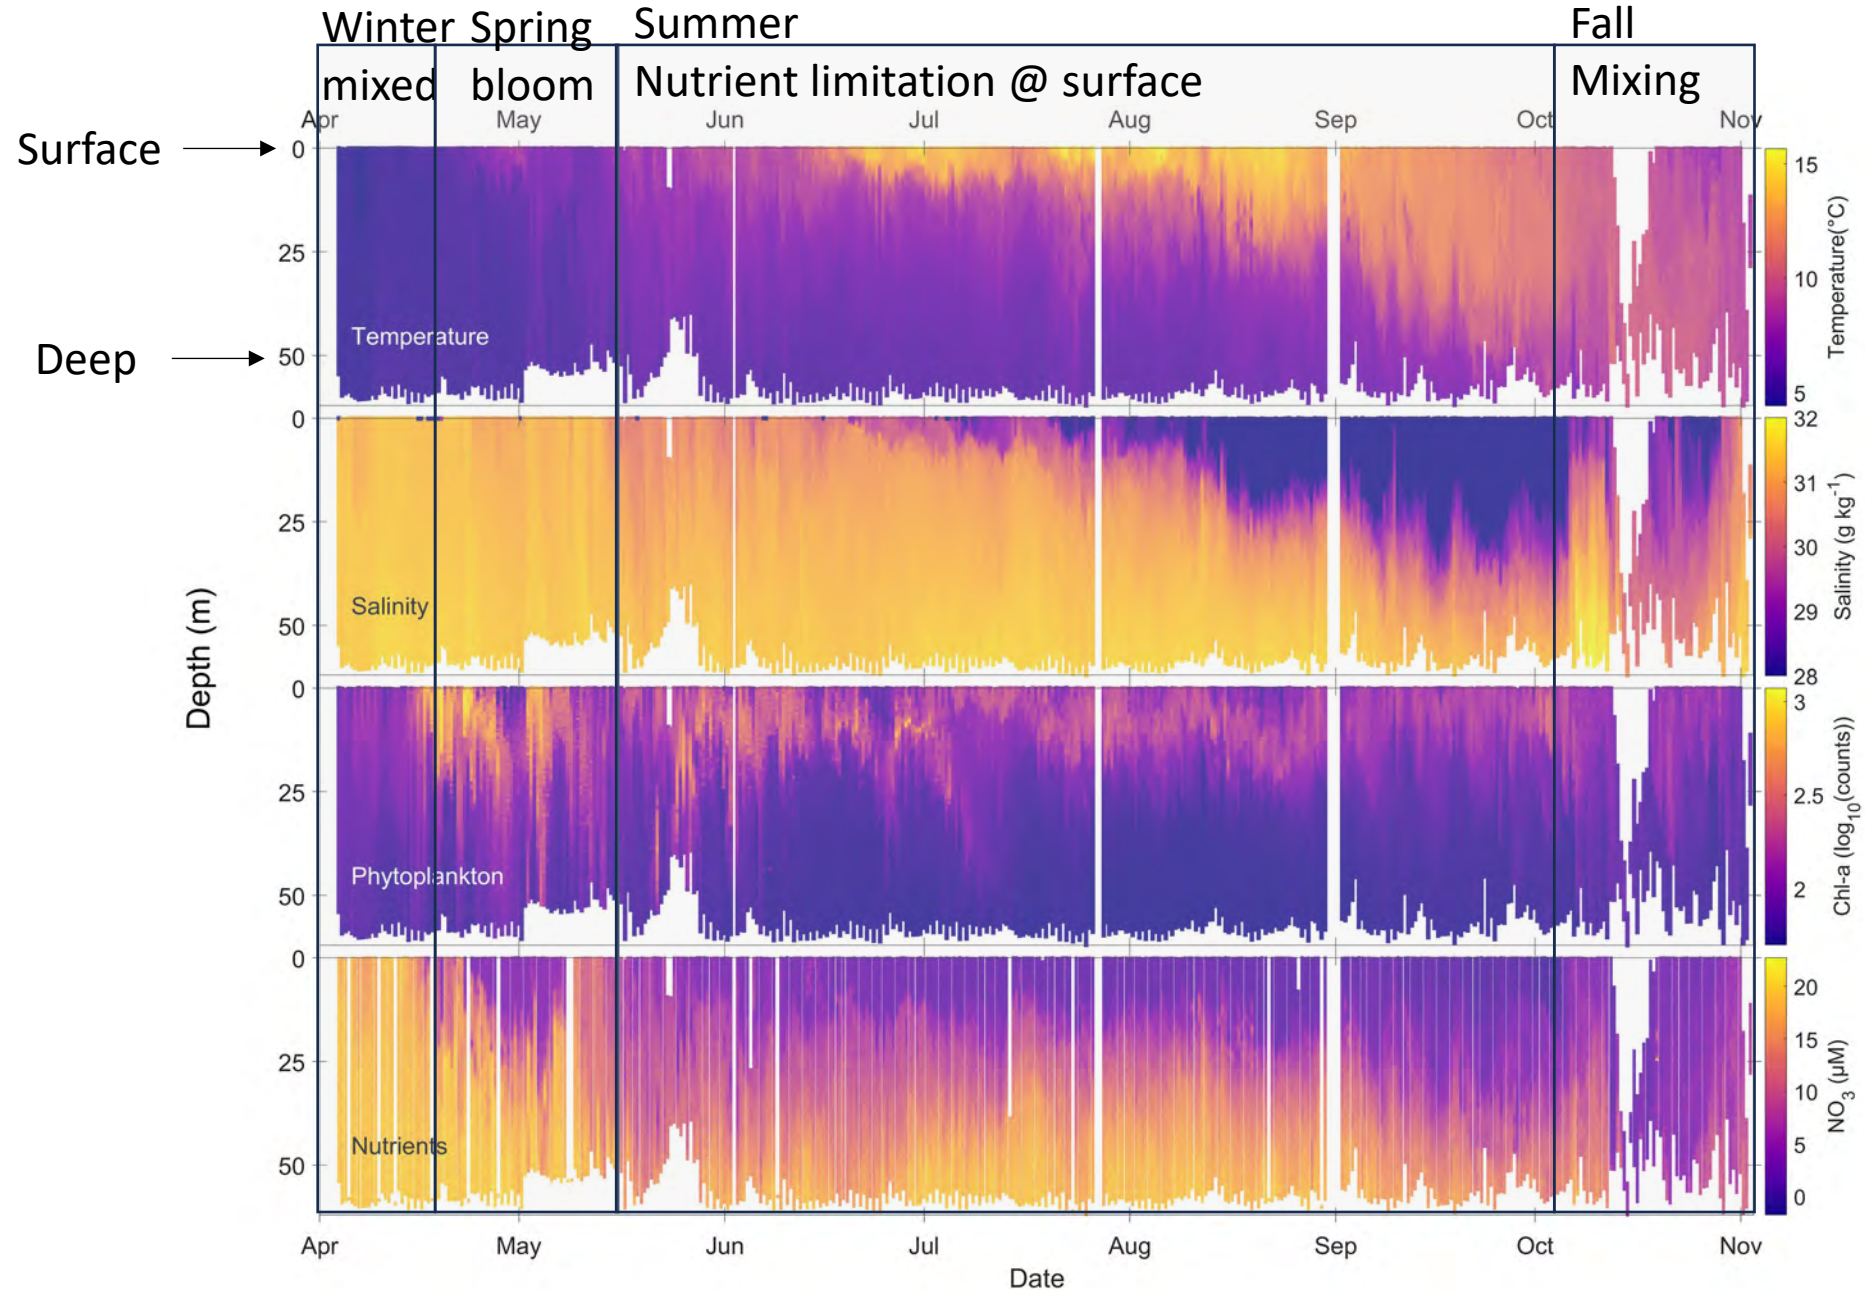 Winter Spring Summer Fall
mixed bloom Nutrient limitation @ surface Mixing
Apr May Jun Jul Aug Sep Oct Nov
Surface
Deep
Depth (m)
0
25
50
Temperature
15
10
5
Temperature(°C)
0
25
50
Salinity
32
31
30
29
28
Salinity (g kg⁻¹)
0
25
50
Phytoplankton
3
2.5
2
Chl-a (log₁₀(counts))
0
25
50
Nutrients
20
15
10
5
0
NO₃ (µM)
Apr May Jun Jul Aug Sep Oct Nov
Date